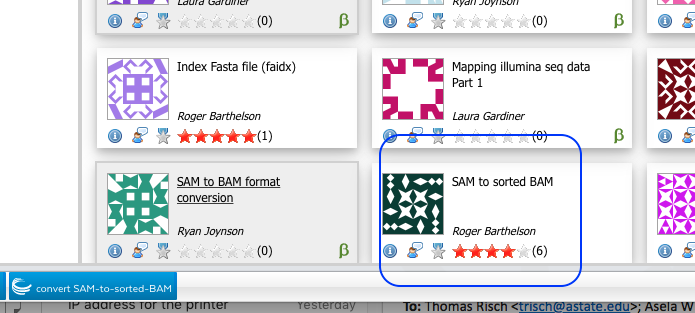 Laura Gardiner
Ryan Joynson
(0)
β
(0)
Index Fasta file (faidx)
Roger Barthelson
(1)
Mapping illumina seq data
Part 1
Laura Gardiner
(0)
β
SAM to BAM format
conversion
Ryan Joynson
(0)
β
SAM to sorted BAM
Roger Barthelson
(6)
convert SAM-to-sorted-BAM
IP address for the printer
Yesterday
To: Thomas Risch <trisch@astate.edu>; Asela W